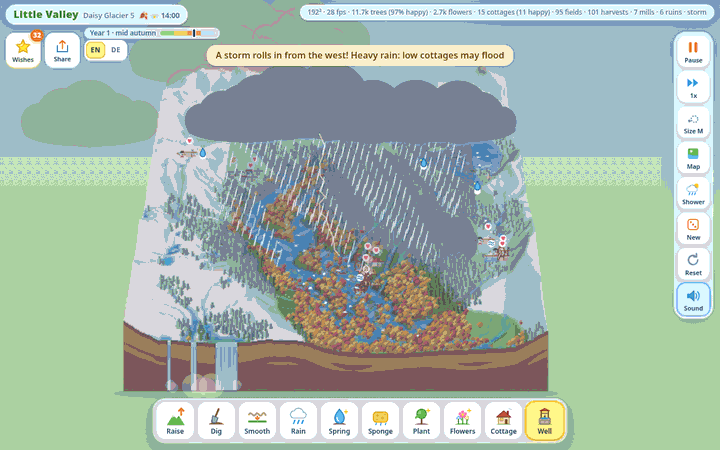 Little Valley Daisy Glacier 5 14:00
192² · 28 fps · 11.7k trees (97% happy) · 2.7k flowers · 15 cottages (11 happy) · 95 fields · 101 harvests · 7 mills · 6 ruins · storm
Year 1 · mid autumn
32
Wishes
Share
EN DE
A storm rolls in from the west! Heavy rain: low cottages may flood
Pause
1x
Size M
Map
Shower
New
Reset
Sound
Raise Dig Smooth Rain Spring Sponge Plant Flowers Cottage Well